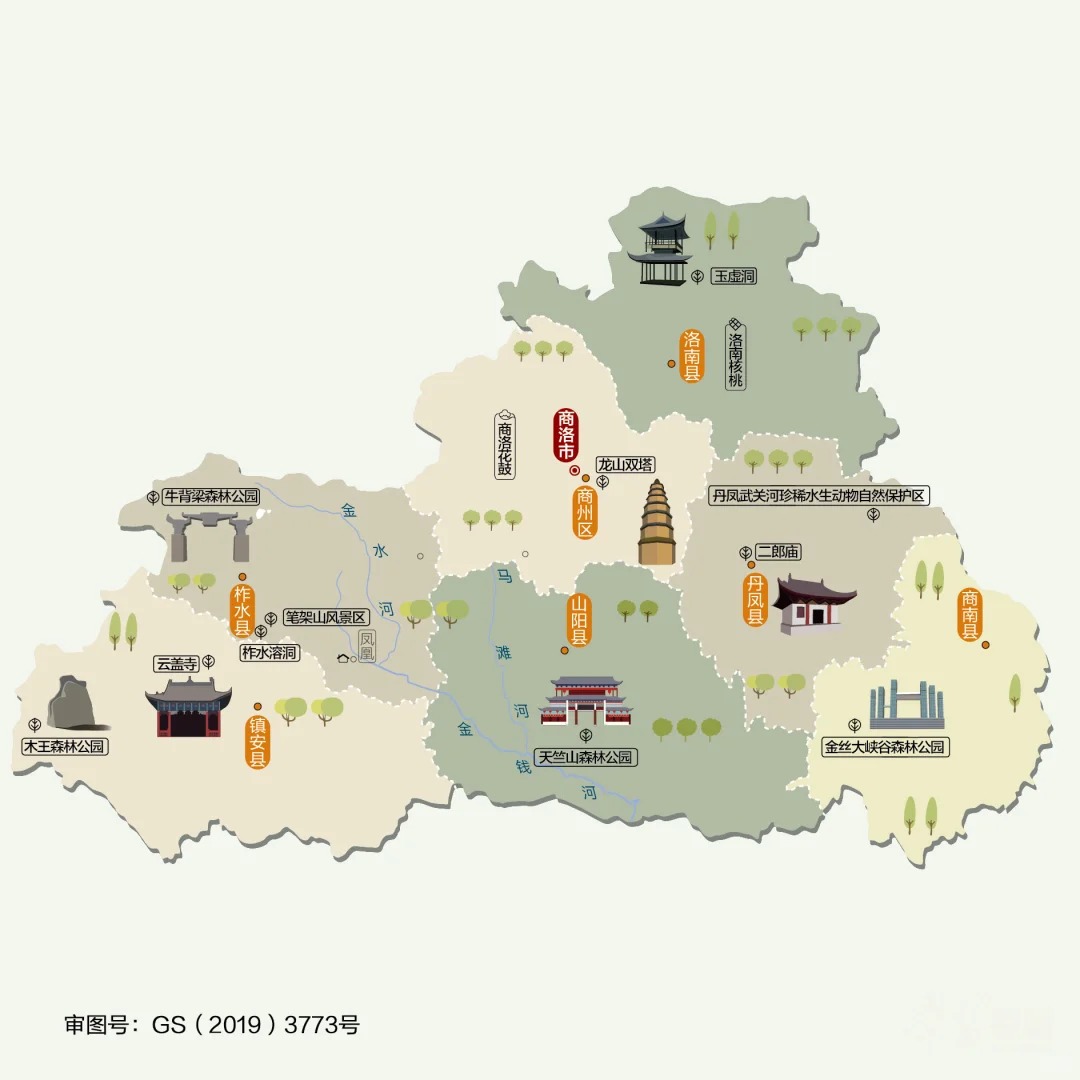 玉虚洞
洛南县
洛南核桃
商洛市
商洛花鼓
龙山双塔
商州区
牛背梁森林公园
丹凤武关河珍稀水生动物自然保护区
金水河
二郎庙
丹凤县
马滩河
山阳县
商南县
柞水县
笔架山风景区
凤凰
柞水溶洞
云盖寺
镇安县
木王森林公园
金钱河
天竺山森林公园
金丝大峡谷森林公园
审图号：GS（2019）3773号